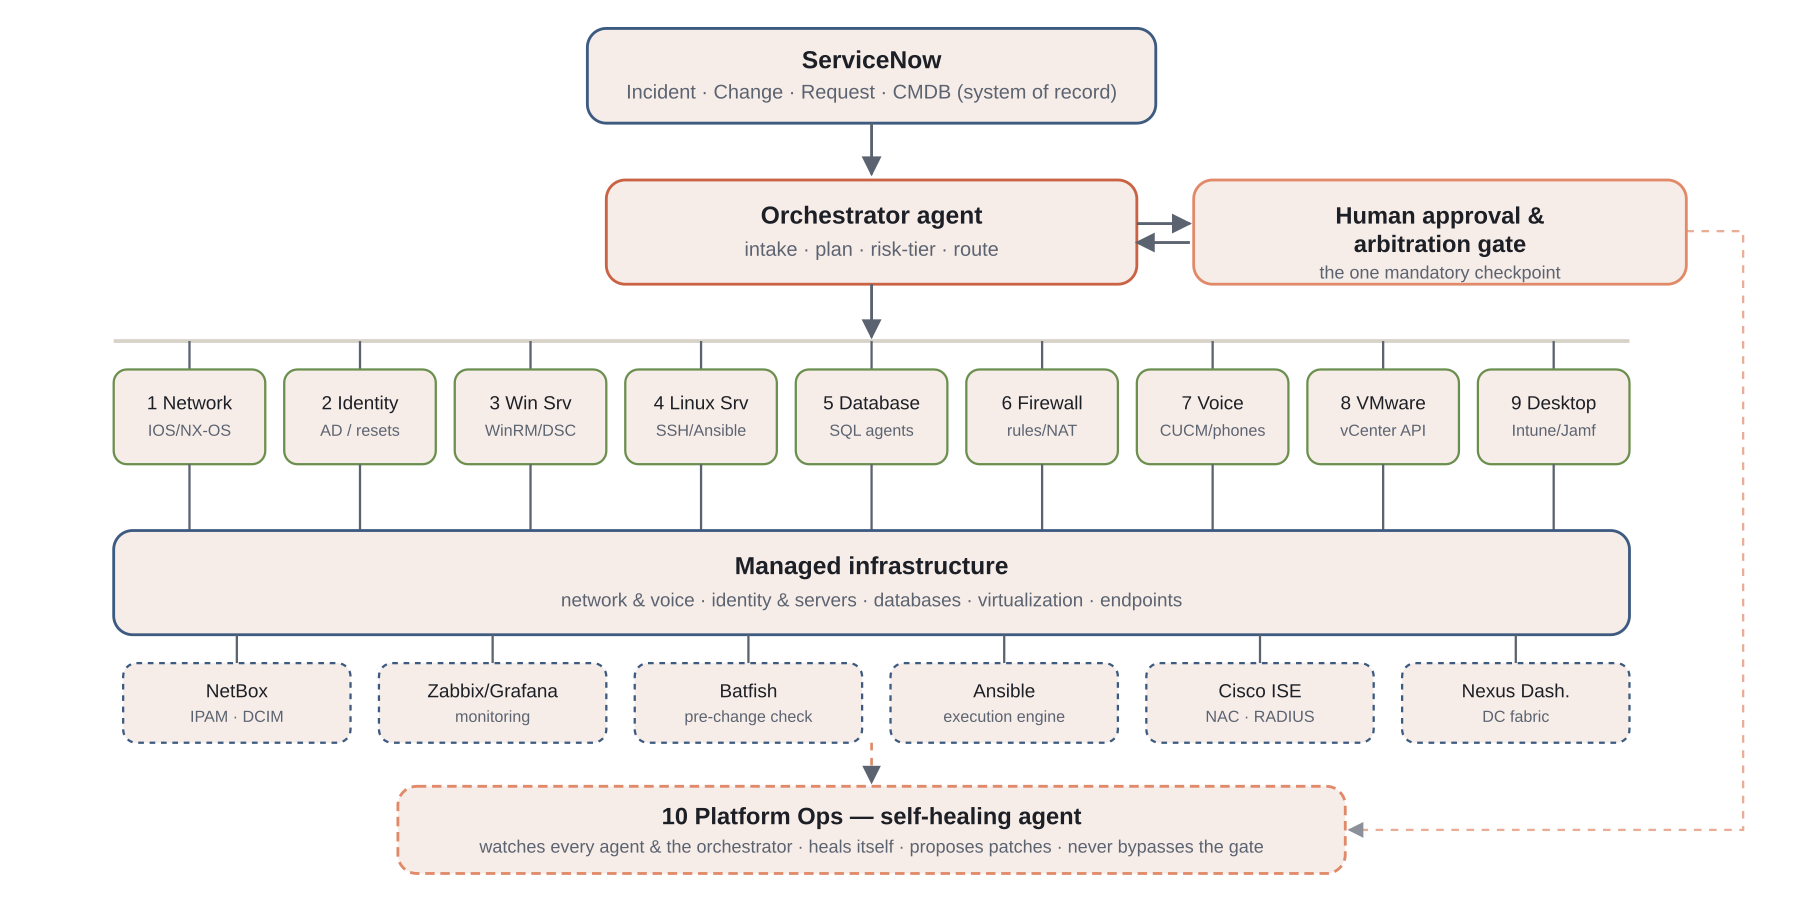 ServiceNow
Incident · Change · Request · CMDB (system of record)
Orchestrator agent
intake · plan · risk-tier · route
Human approval &
arbitration gate
the one mandatory checkpoint
1 Network
IOS/NX-OS
2 Identity
AD / resets
3 Win Srv
WinRM/DSC
4 Linux Srv
SSH/Ansible
5 Database
SQL agents
6 Firewall
rules/NAT
7 Voice
CUCM/phones
8 VMware
vCenter API
9 Desktop
Intune/Jamf
Managed infrastructure
network & voice · identity & servers · databases · virtualization · endpoints
NetBox
IPAM · DCIM
Zabbix/Grafana
monitoring
Batfish
pre-change check
Ansible
execution engine
Cisco ISE
NAC · RADIUS
Nexus Dash.
DC fabric
10 Platform Ops — self-healing agent
watches every agent & the orchestrator · heals itself · proposes patches · never bypasses the gate